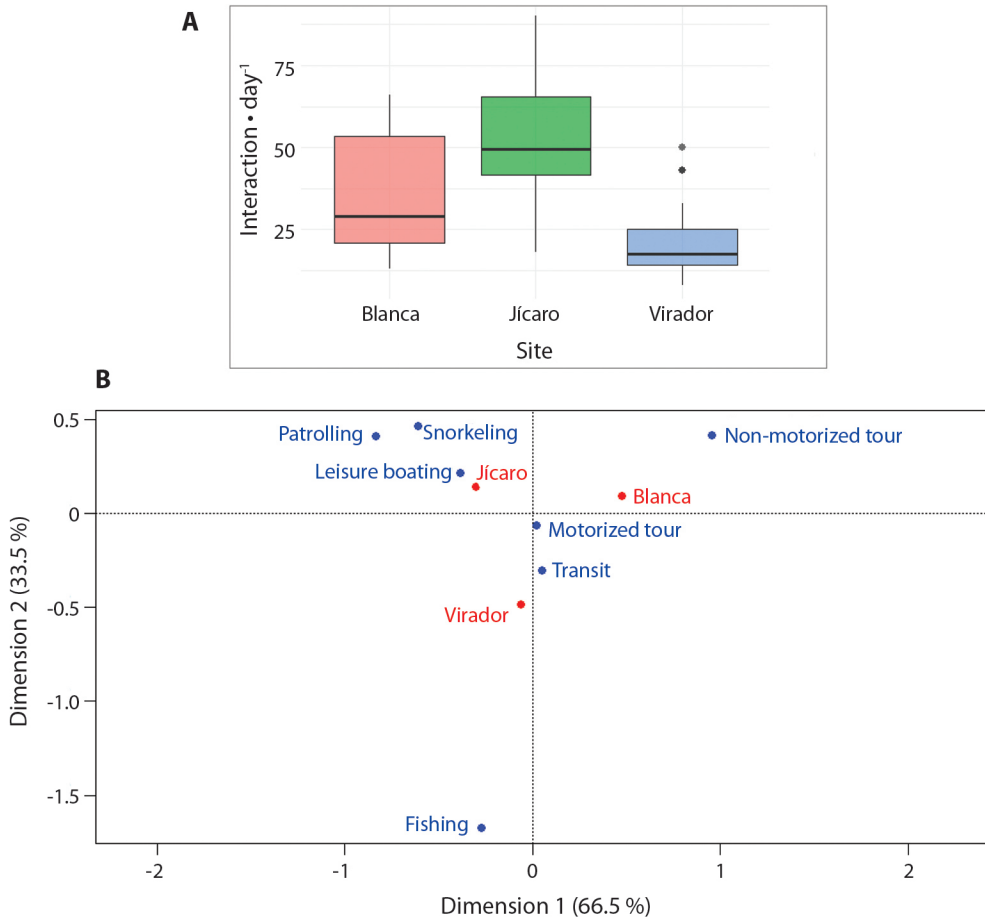 A
Interaction • day⁻¹
75
50
25
Blanca
Jícaro
Virador
Site
B
Dimension 2 (33.5 %)
0.5
0
-0.5
-1.0
-1.5
Patrolling
Snorkeling
Non-motorized tour
Leisure boating
Jícaro
Blanca
Motorized tour
Transit
Virador
Fishing
-2
-1
0
1
2
Dimension 1 (66.5 %)